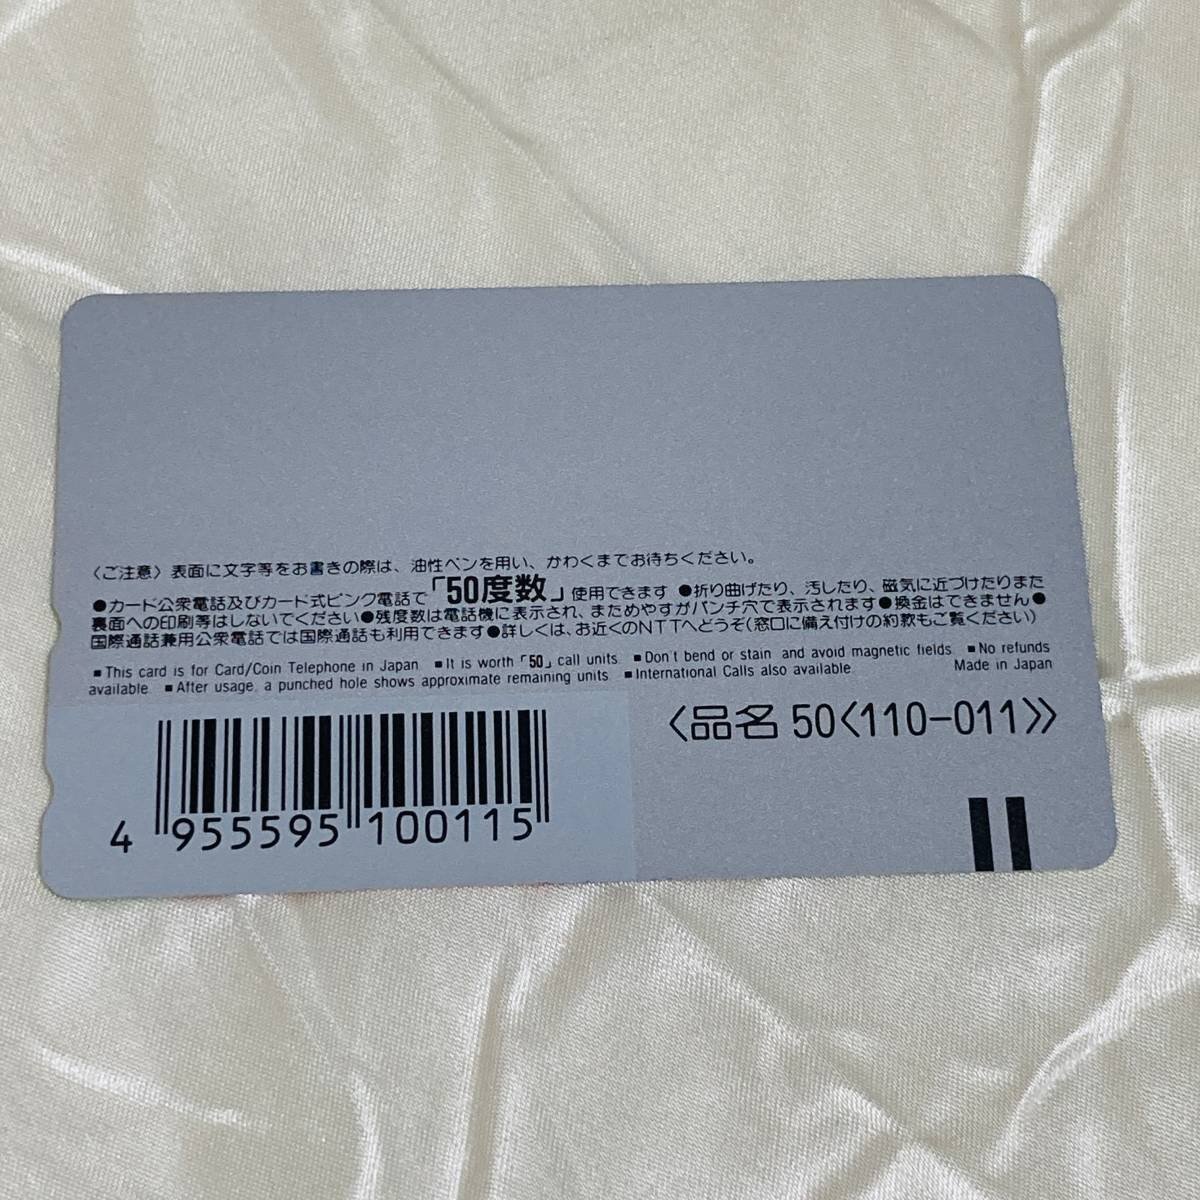 〈ご注意〉表面に文字等をお書きの際は、油性ペンを用い、かわくまでお待ちください。
●カード公衆電話及びカード式ピンク電話で「50度数」使用できます ●折り曲げたり、汚したり、磁気に近づけたりまた
裏面への印刷等はしないでください●残度数は電話機に表示され、まためやすがパンチ穴で表示されます●換金はできません●
国際通話兼用公衆電話では国際通話も利用できます●詳しくは、お近くのNTTへどうぞ(窓口に備え付けの約款もご覧ください)
■This card is for Card/Coin Telephone in Japan. ■It is worth「50」call units. ■Don't bend or stain and avoid magnetic fields. ■No refunds
available. ■After usage, a punched hole shows approximate remaining units. ■International Calls also available. Made in Japan
〈品名 50〈110-011〉〉
4 955595 100115